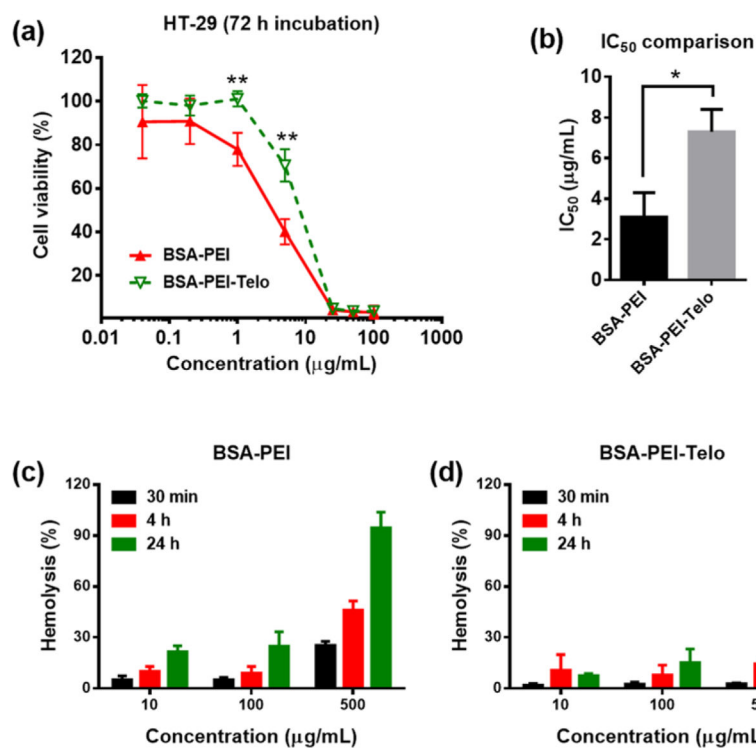 (a)
HT-29 (72 h incubation)
120
100
80
60
40
20
**
**
Cell viability (%)
BSA-PEI
BSA-PEI-Telo
0.01
0.1
1
10
100
1000
Concentration (μg/mL)
(b)
IC50 comparison
10
8
6
4
2
0
*
IC50 (μg/mL)
BSA-PEI
BSA-PEI-Telo
(c)
BSA-PEI
120
90
60
30
0
Hemolysis (%)
30 min
4 h
24 h
10
100
500
Concentration (μg/mL)
(d)
BSA-PEI-Telo
120
90
60
30
0
Hemolysis (%)
30 min
4 h
24 h
10
100
5
Concentration (μg/mL)